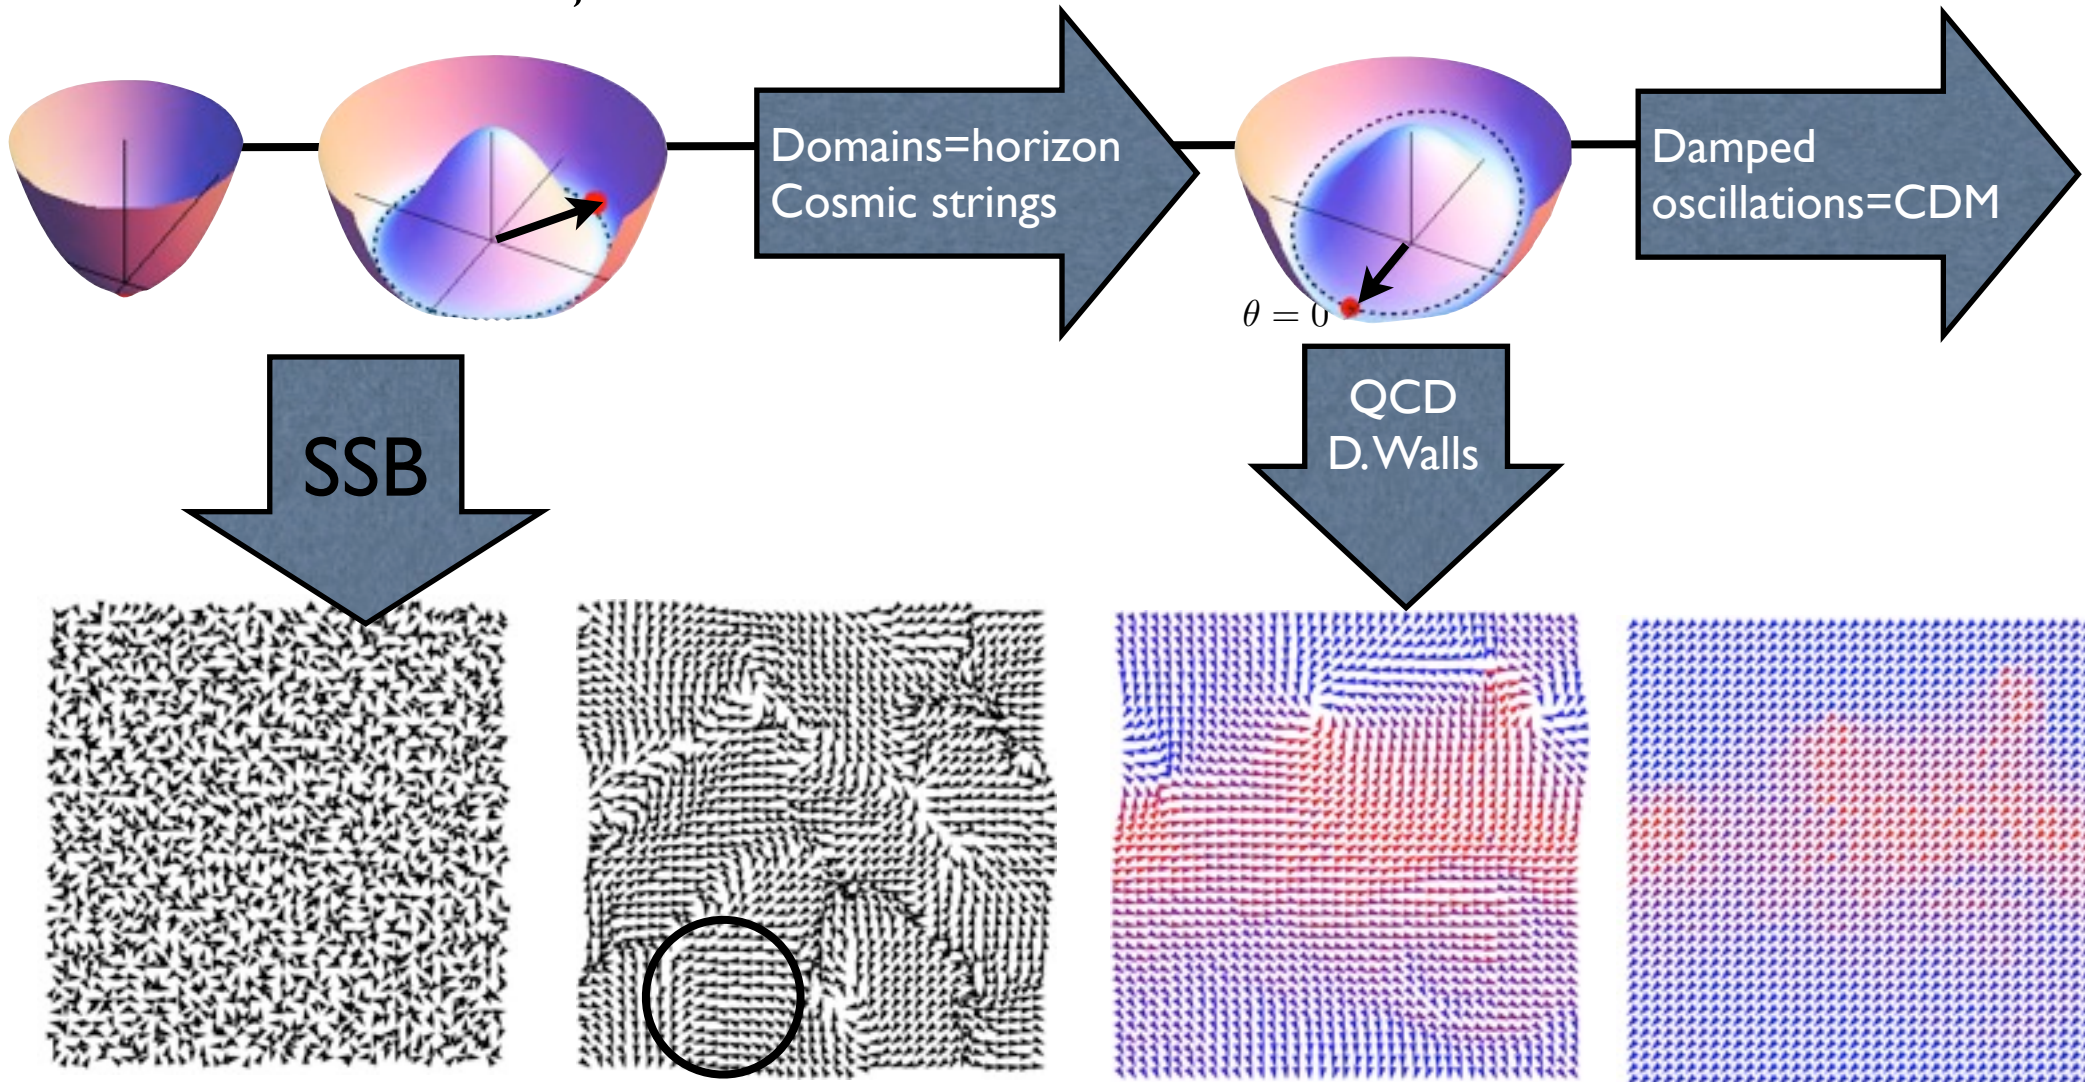 Domains=horizon
Cosmic strings
Damped
oscillations=CDM
θ = 0
SSB
QCD
D.Walls